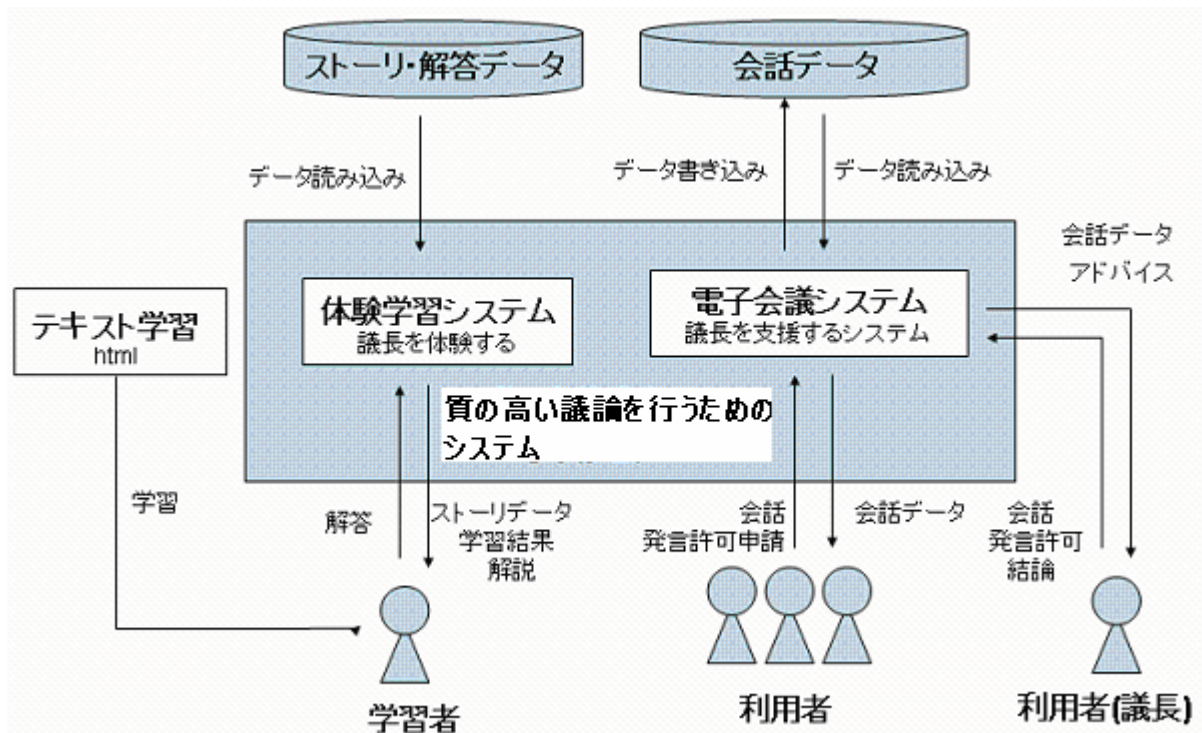 ストーリ・解答データ
会話データ
データ読み込み
データ書き込み
データ読み込み
会話データ
アドバイス
テキスト学習
html
体験学習システム
議長を体験する
電子会議システム
議長を支援するシステム
質の高い議論を行うための
システム
学習
解答
ストーリデータ
学習結果
解説
会話
発言許可申請
会話データ
会話
発言許可
結論
学習者
利用者
利用者(議長)